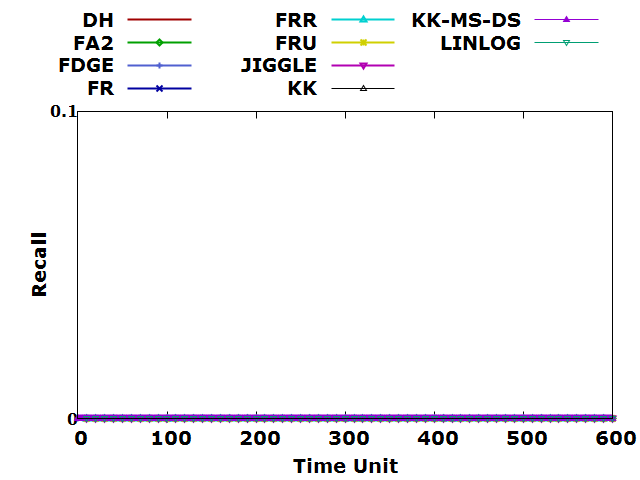 DH
FA2
FDGE
FR
FRR
FRU
JIGGLE
KK
KK-MS-DS
LINLOG
0.1
Recall
0
0 100 200 300 400 500 600
Time Unit